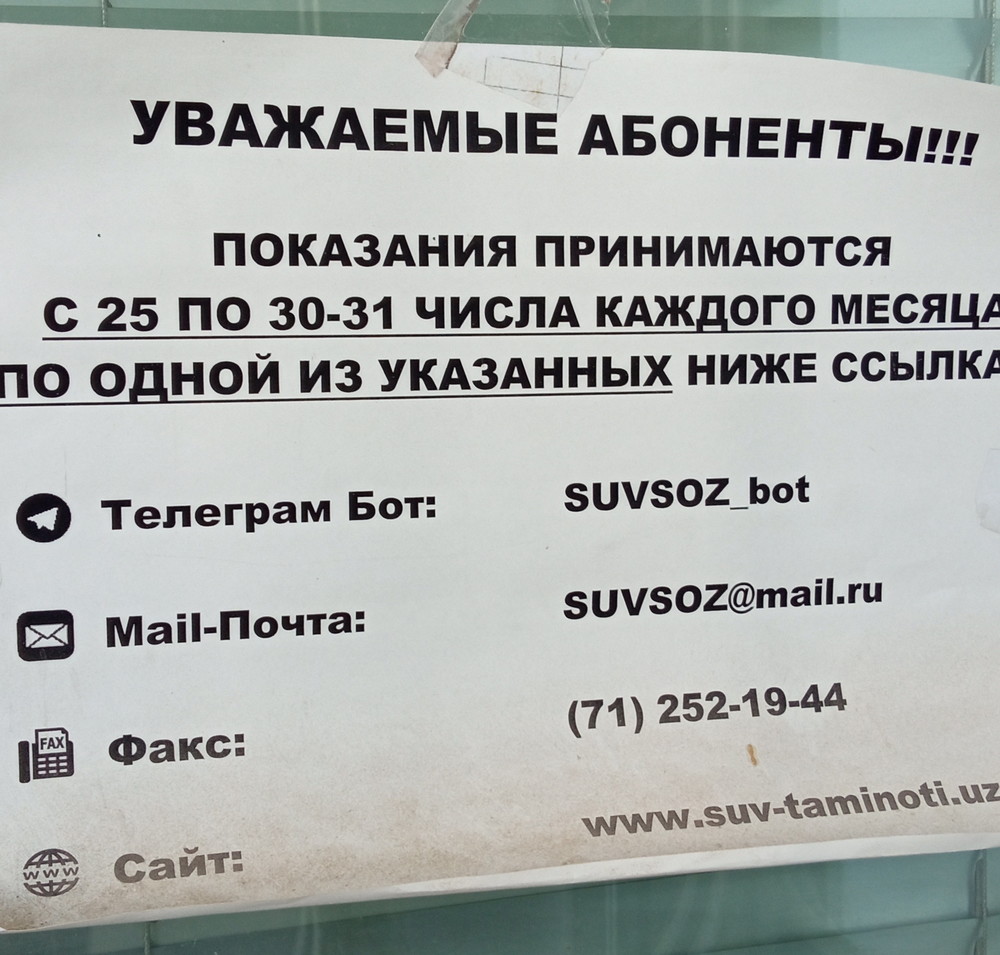 УВАЖАЕМЫЕ АБОНЕНТЫ!!!
ПОКАЗАНИЯ ПРИНИМАЮТСЯ
С 25 ПО 30-31 ЧИСЛА КАЖДОГО МЕСЯЦА
ПО ОДНОЙ ИЗ УКАЗАННЫХ НИЖЕ ССЫЛКА
Телеграм Бот: SUVSOZ_bot
Mail-Почта: SUVSOZ@mail.ru
FAX Факс: (71) 252-19-44
www Сайт: www.suv-taminoti.uz